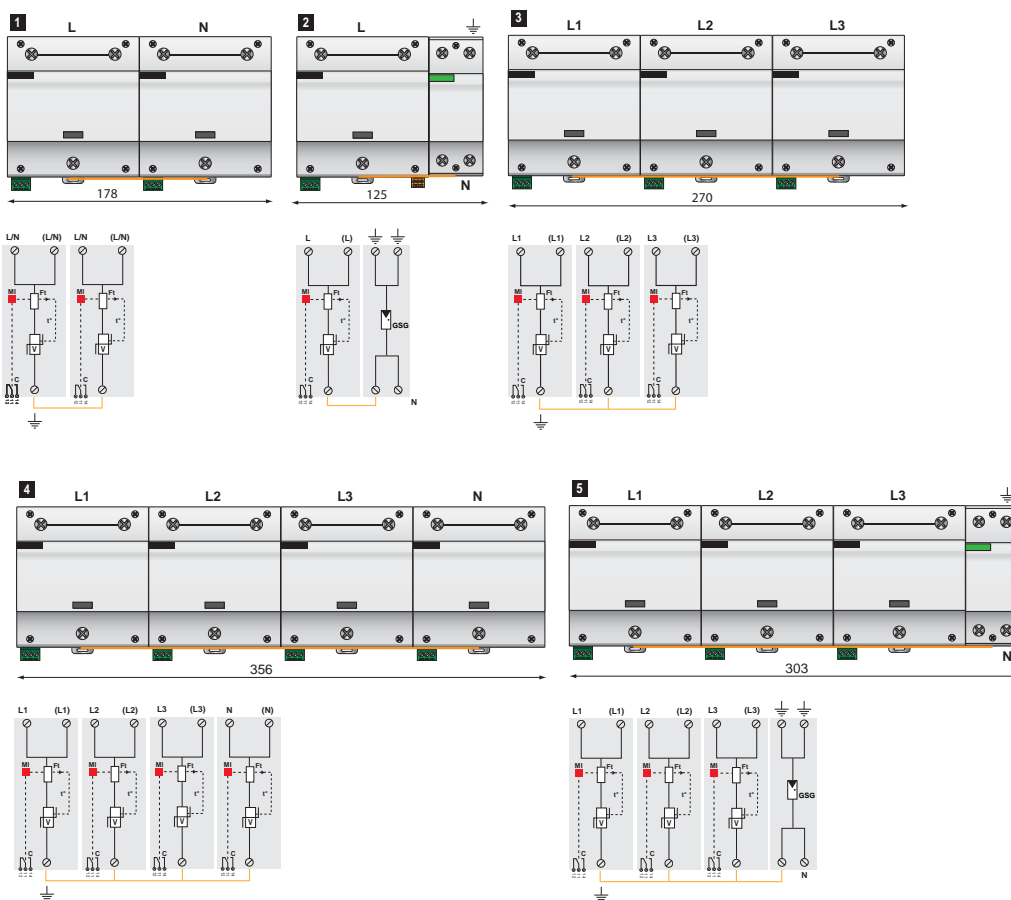 1 L N
2 L
3 L1 L2 L3
N
178
125
270
L/N (L/N) L/N (L/N)
MI Ft MI Ft
t° t°
V V
C C
L (L)
MI Ft
t°
GSG
V
C
N
L1 (L1) L2 (L2) L3 (L3)
MI Ft MI Ft MI Ft
t° t° t°
V V V
C C C
4 L1 L2 L3 N
5 L1 L2 L3
N
356
303
L1 (L1) L2 (L2) L3 (L3) N (N)
MI Ft MI Ft MI Ft MI Ft
t° t° t° t°
V V V V
C C C C
L1 (L1) L2 (L2) L3 (L3)
MI Ft MI Ft MI Ft
t° t° t°
GSG
V V V
C C C
N